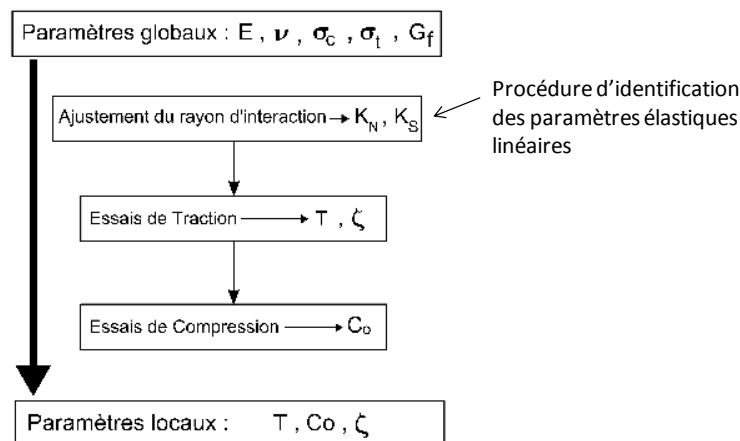 Paramètres globaux : E , ν , σc , σt , Gf
Ajustement du rayon d'interaction → KN , KS
Procédure d'identification
des paramètres élastiques
linéaires
Essais de Traction → T , ζ
Essais de Compression → Co
Paramètres locaux : T , Co , ζ